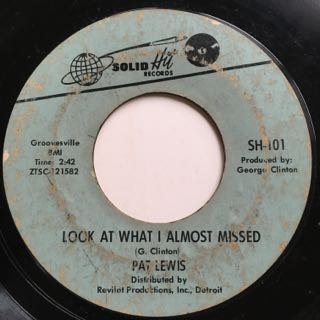 SOLID Hit
RECORDS
Groovesville
BMI
Time: 2:42
ZTSC-121582
SH-101
Produced by:
George Clinton
LOOK AT WHAT I ALMOST MISSED
(G. Clinton)
PAT LEWIS
Distributed by
Revilot Productions, Inc., Detroit